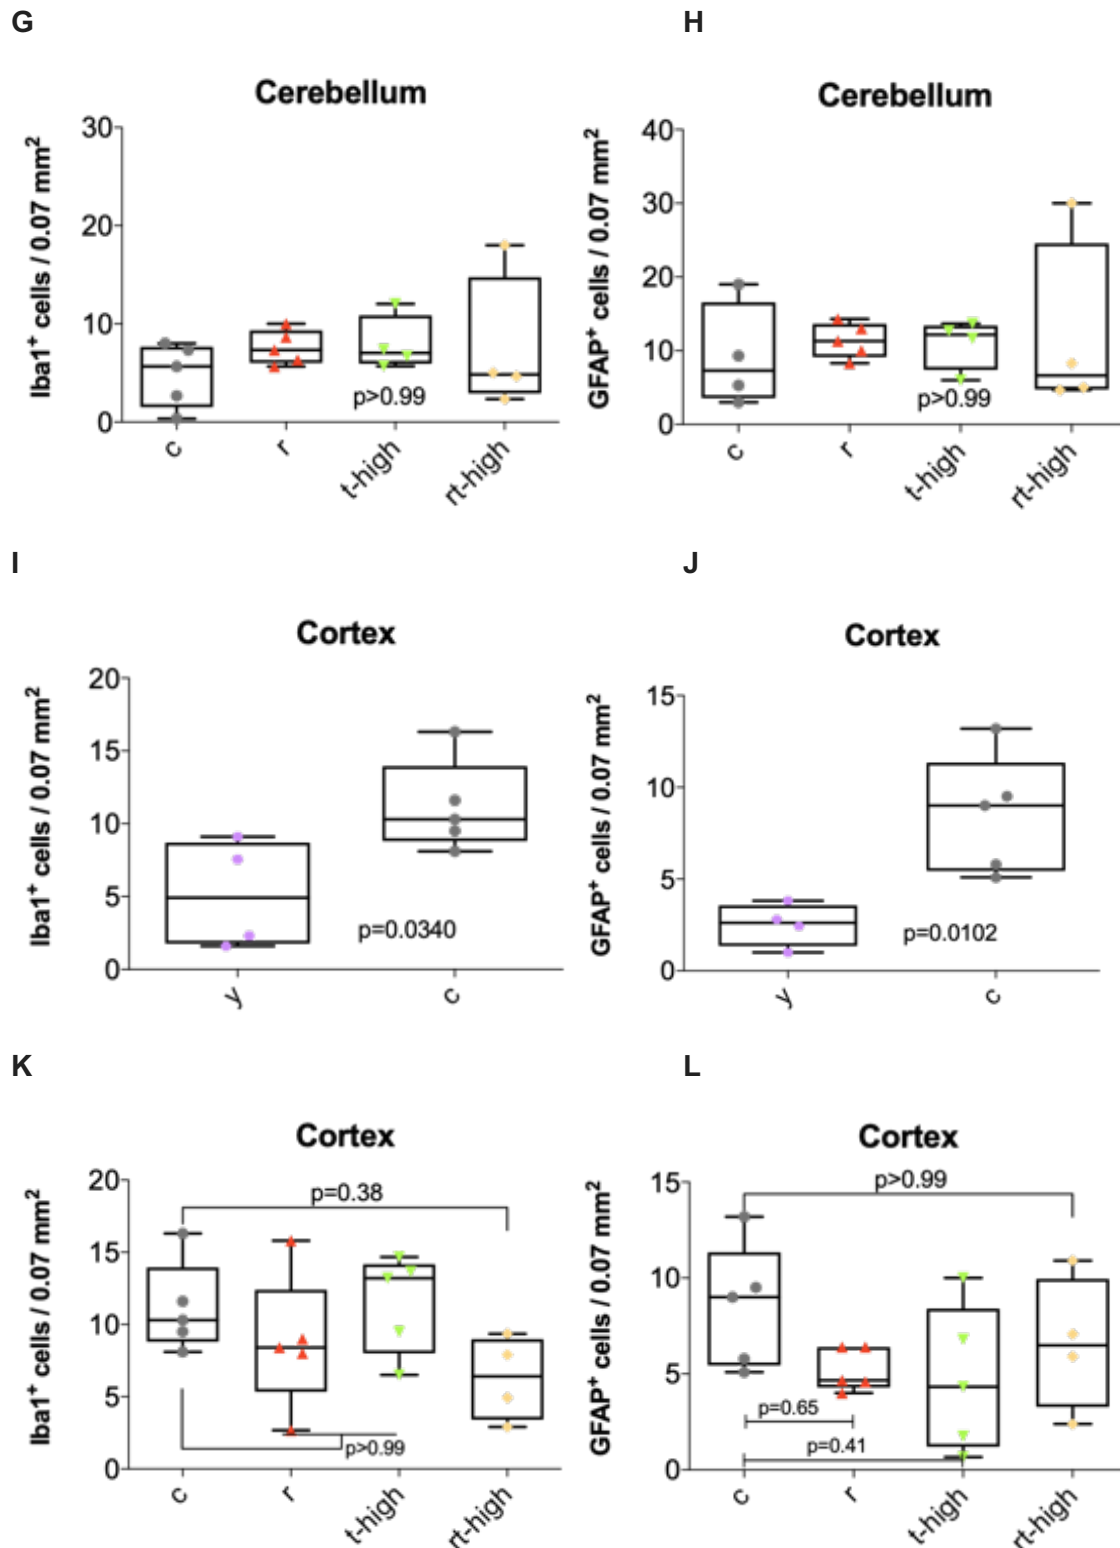 G
H
Cerebellum
Cerebellum
Iba1⁺ cells / 0.07 mm²
30
20
10
0
p>0.99
c
r
t-high
rt-high
GFAP⁺ cells / 0.07 mm²
40
30
20
10
0
p>0.99
c
r
t-high
rt-high
I
J
Cortex
Cortex
Iba1⁺ cells / 0.07 mm²
20
15
10
5
0
p=0.0340
y
c
GFAP⁺ cells / 0.07 mm²
15
10
5
0
p=0.0102
y
c
K
L
Cortex
Cortex
Iba1⁺ cells / 0.07 mm²
20
15
10
5
0
p=0.38
p>0.99
c
r
t-high
rt-high
GFAP⁺ cells / 0.07 mm²
15
10
5
0
p>0.99
p=0.65
p=0.41
c
r
t-high
rt-high